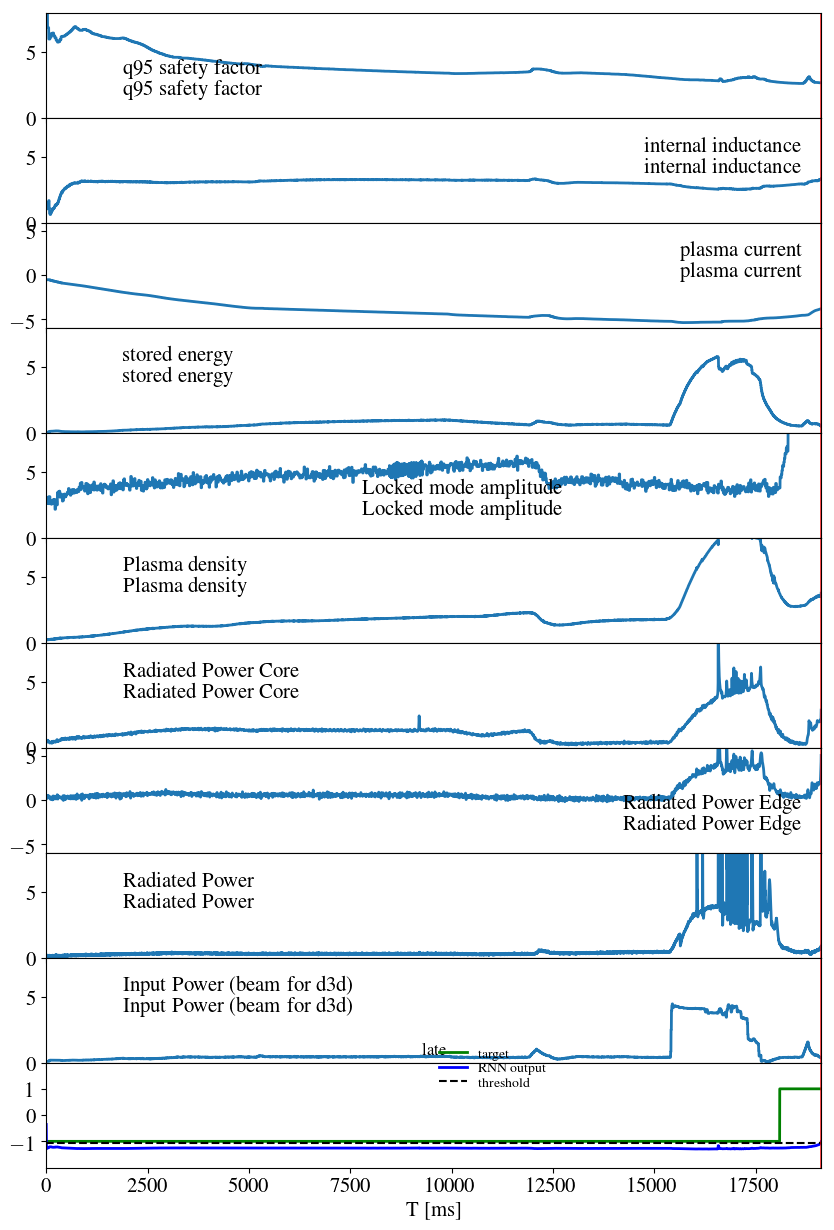 5
q95 safety factor
q95 safety factor
0
5
internal inductance
internal inductance
0
5
plasma current
0
plasma current
−5
5
stored energy
stored energy
0
5
Locked mode amplitude
Locked mode amplitude
0
Plasma density
5
Plasma density
0
Radiated Power Core
5
Radiated Power Core
0
5
0
Radiated Power Edge
Radiated Power Edge
−5
Radiated Power
5
Radiated Power
0
Input Power (beam for d3d)
5
Input Power (beam for d3d)
0
late
target
RNN output
threshold
1
0
−1
0 2500 5000 7500 10000 12500 15000 17500
T [ms]